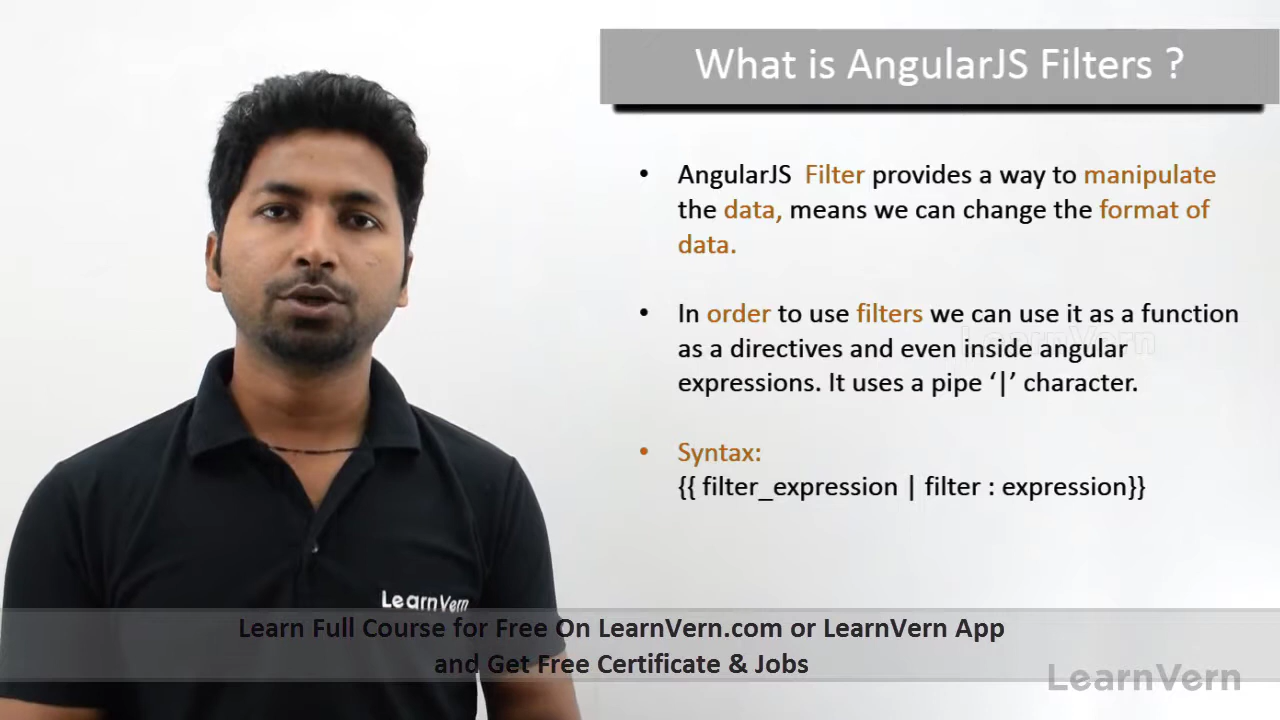 What is AngularJS Filters ?
• AngularJS Filter provides a way to manipulate
the data, means we can change the format of
data.
• In order to use filters we can use it as a function
as a directives and even inside angular
expressions. It uses a pipe ‘|’ character.
LearnVern
• Syntax:
{{ filter_expression | filter : expression}}
LearnVern
Learn Full Course for Free On LearnVern.com or LearnVern App
and Get Free Certificate & Jobs
LearnVern